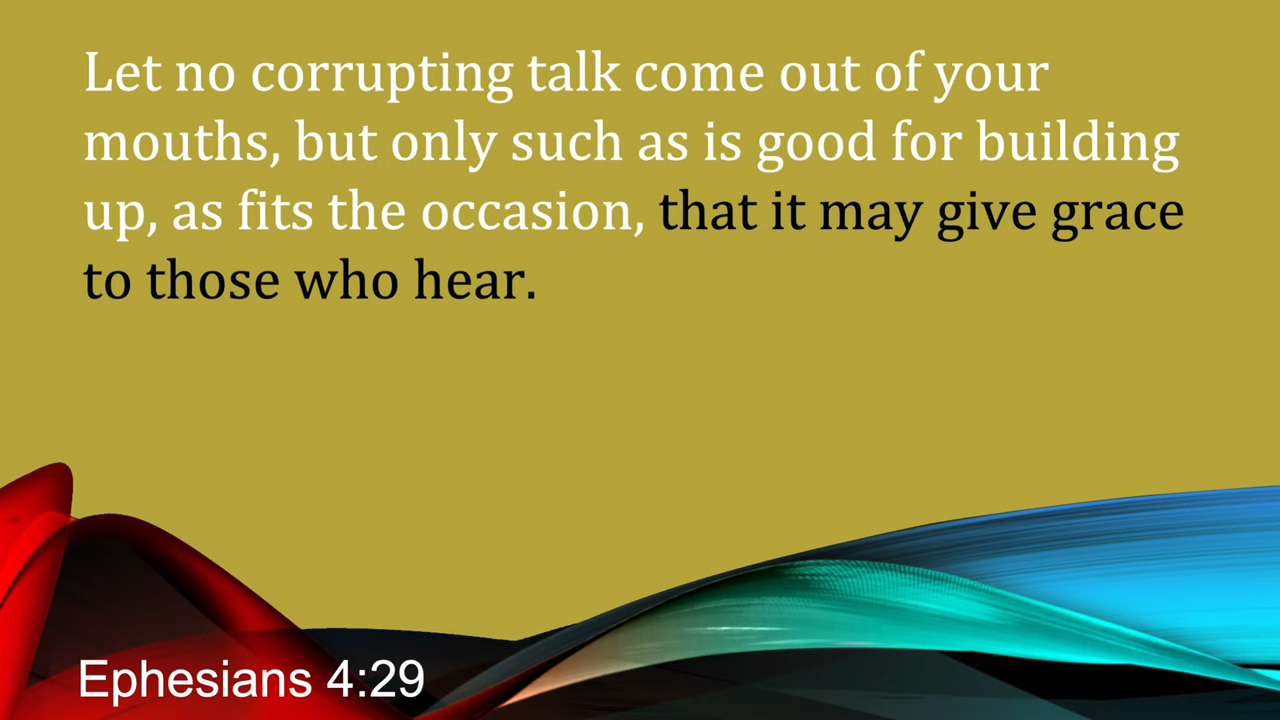 Let no corrupting talk come out of your
mouths, but only such as is good for building
up, as fits the occasion, that it may give grace
to those who hear.
Ephesians 4:29